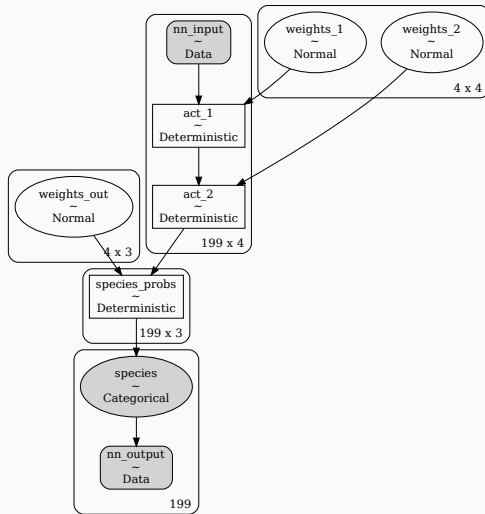 nn_input
~
Data
weights_1
~
Normal
weights_2
~
Normal
4 x 4
act_1
~
Deterministic
act_2
~
Deterministic
199 x 4
weights_out
~
Normal
4 x 3
species_probs
~
Deterministic
199 x 3
species
~
Categorical
nn_output
~
Data
199